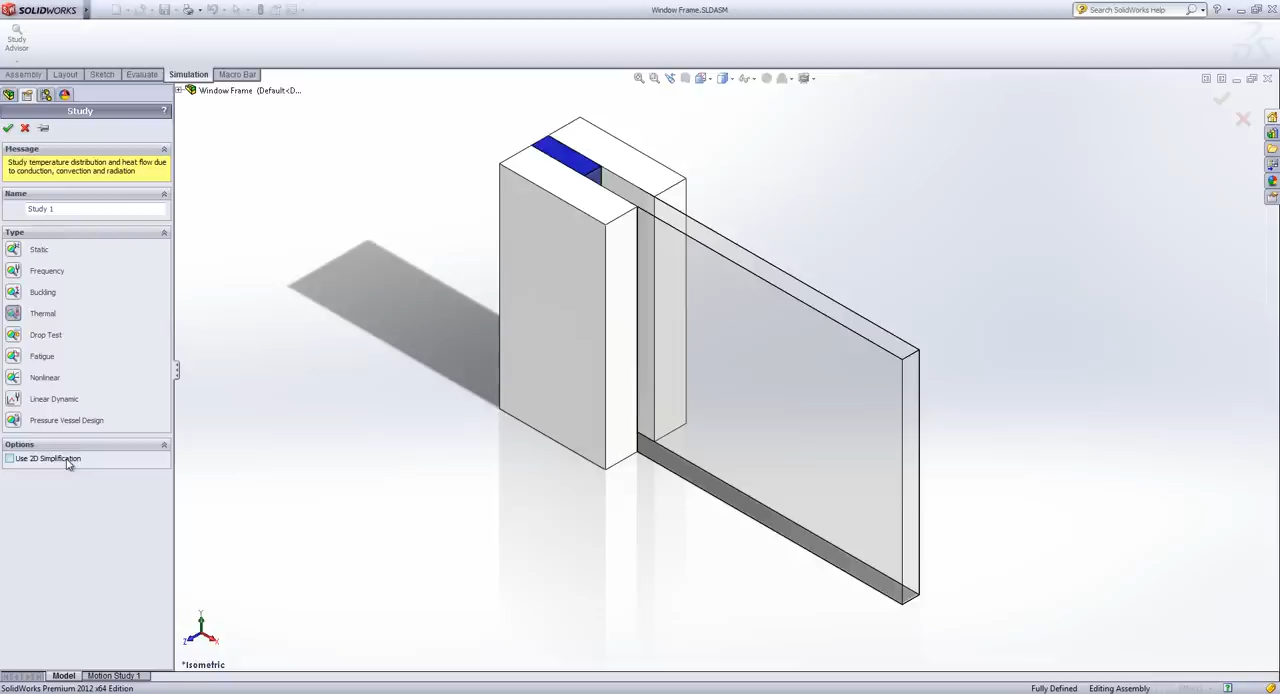 SOLIDWORKS
Window Frame.SLDASM
Search SolidWorks Help
Study
Advisor
Assembly
Layout
Sketch
Evaluate
Simulation
Macro Bar
Window Frame (Default<D...
Study
?
Message
Study temperature distribution and heat flow due
to conduction, convection and radiation
Name
Study 1
Type
Static
Frequency
Buckling
Thermal
Drop Test
Fatigue
Nonlinear
Linear Dynamic
Pressure Vessel Design
Options
Use 2D Simplification
Y
Z
X
*Isometric
Model
Motion Study 1
SolidWorks Premium 2012 x64 Edition
Fully Defined
Editing Assembly